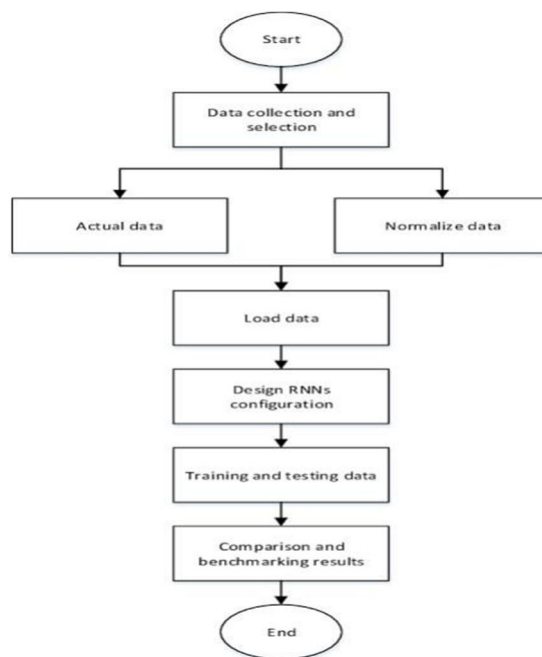 Start
Data collection and
selection
Actual data
Normalize data
Load data
Design RNNs
configuration
Training and testing data
Comparison and
benchmarking results
End